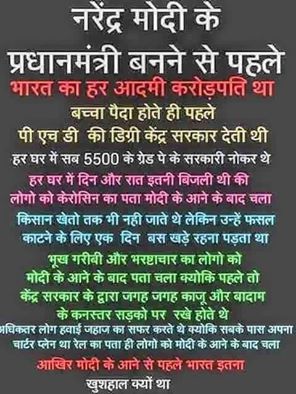 नरेंद्र मोदी के
प्रधानमंत्री बनने से पहले
भारत का हर आदमी करोड़पति था
बच्चा पैदा होते ही पहले
पी एच डी की डिग्री केंद्र सरकार देती थी
हर घर में सब 5500 के ग्रेड पे के सरकारी नोकर थे
हर घर में दिन और रात इतनी बिजली थी की
लोगो को कैरोसिन का पता मोदी के आने के बाद चला
किसान खेतो तक भी नही जाते थे लेकिन उन्हें फसल
काटने के लिए एक दिन बस खड़े रहना पड़ता था
भूख गरीबी और भष्टाचार का लोगो को
मोदी के आने के बाद पता चला क्योकि पहले तो
केंद्र सरकार के द्वारा जगह जगह काजू और बादाम
के कनस्तर सड़को पर रखे होते थे
अधिकतर लोग हवाई जहाज का सफर करते थे क्योकि सबके पास अपना
चार्टर प्लेन था रेल का पता ही लोगो को मोदी के आने के बाद चला
आखिर मोदी के आने से पहले भारत इतना
खुशहाल क्यों था